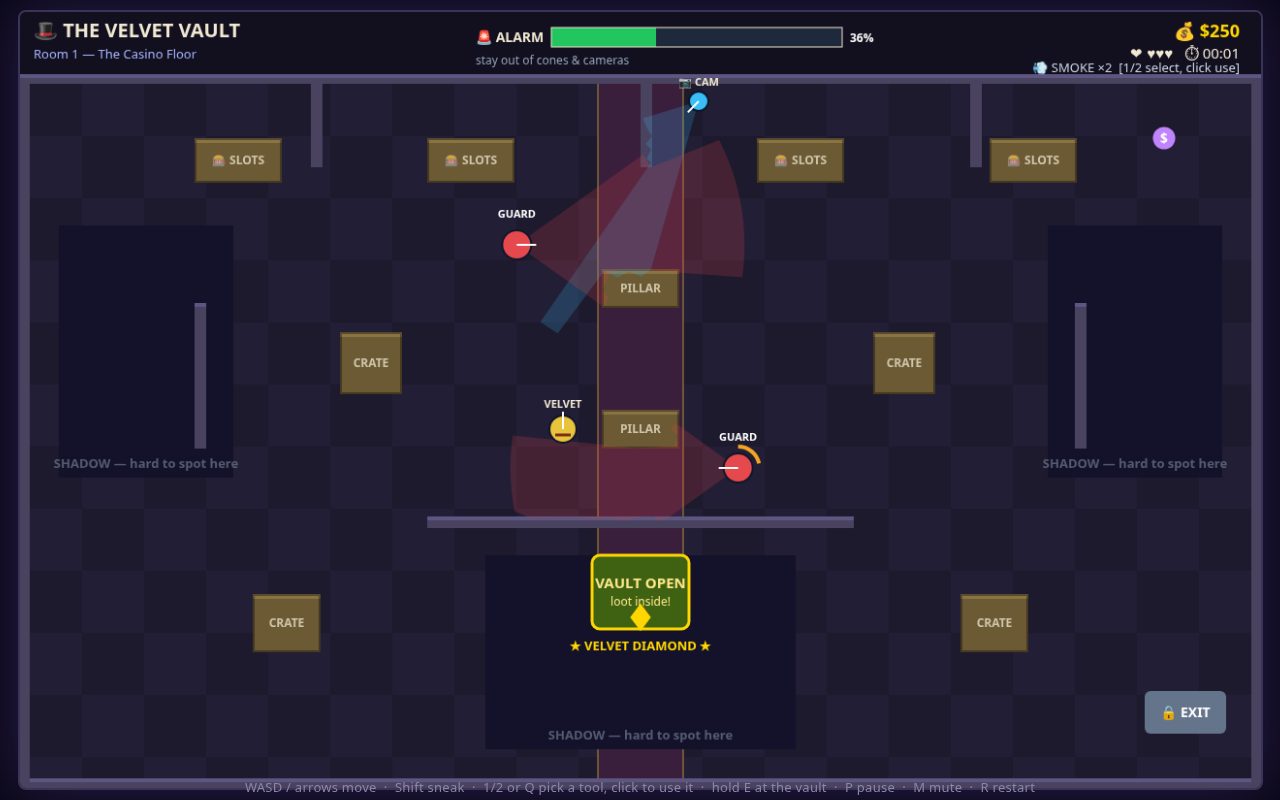 THE VELVET VAULT
Room 1 — The Casino Floor
ALARM
36%
stay out of cones & cameras
$250
♥♥♥ 00:01
SMOKE ×2 [1/2 select, click use]
CAM
SLOTS
SLOTS
SLOTS
SLOTS
$
GUARD
PILLAR
CRATE
CRATE
VELVET
PILLAR
GUARD
SHADOW — hard to spot here
SHADOW — hard to spot here
VAULT OPEN
loot inside!
★ VELVET DIAMOND ★
CRATE
CRATE
EXIT
SHADOW — hard to spot here
WASD / arrows move · Shift sneak · 1/2 or Q pick a tool, click to use it · hold E at the vault · P pause · M mute · R restart